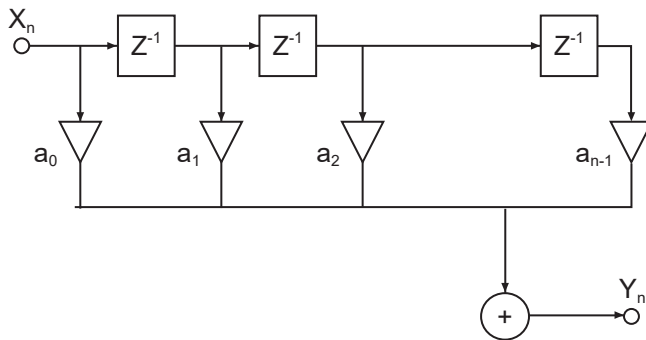 Xₙ
Z⁻¹ Z⁻¹ Z⁻¹
a₀ a₁ a₂ aₙ₋₁
Yₙ
+